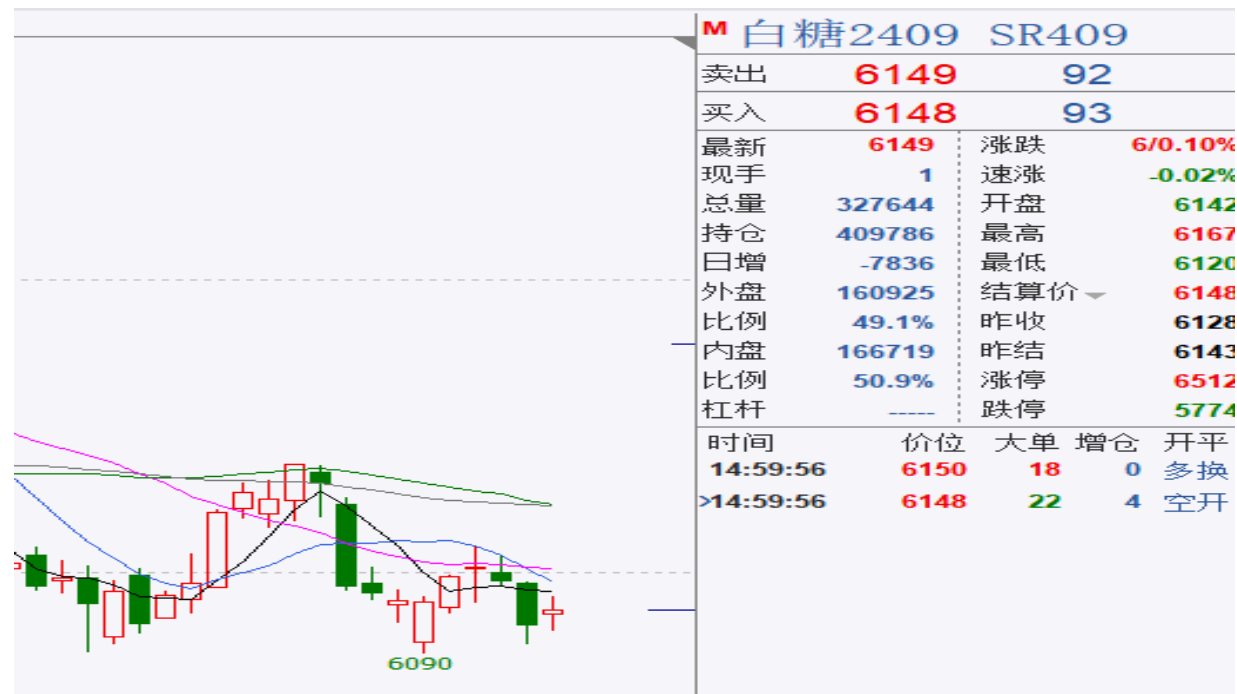 M 白糖2409 SR409
卖出 6149 92
买入 6148 93
最新 6149 涨跌 6/0.10%
现手 1 速涨 -0.02%
总量 327644 开盘 6142
持仓 409786 最高 6167
日增 -7836 最低 6120
外盘 160925 结算价 6148
比例 49.1% 昨收 6128
内盘 166719 昨结 6143
比例 50.9% 涨停 6512
杠杆 ----- 跌停 5774
时间 价位 大单 增仓 开平
14:59:56 6150 18 0 多换
>14:59:56 6148 22 4 空开
6090